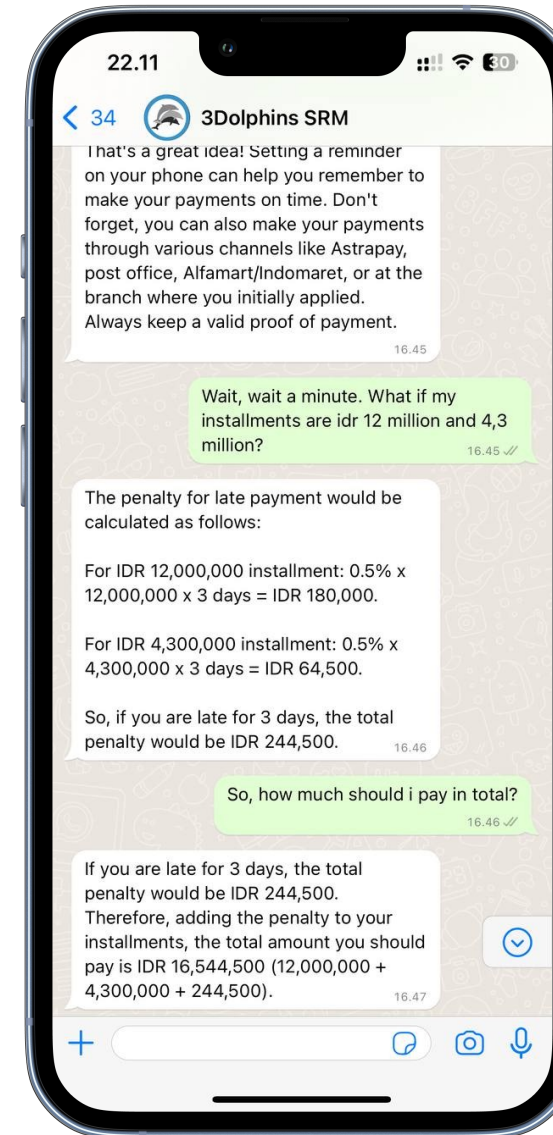 22.11
30
34
3Dolphins SRM
That's a great idea! Setting a reminder
on your phone can help you remember to
make your payments on time. Don't
forget, you can also make your payments
through various channels like Astrapay,
post office, Alfamart/Indomaret, or at the
branch where you initially applied.
Always keep a valid proof of payment.
16.45
Wait, wait a minute. What if my
installments are idr 12 million and 4,3
million?
16.45
The penalty for late payment would be
calculated as follows:
For IDR 12,000,000 installment: 0.5% x
12,000,000 x 3 days = IDR 180,000.
For IDR 4,300,000 installment: 0.5% x
4,300,000 x 3 days = IDR 64,500.
So, if you are late for 3 days, the total
penalty would be IDR 244,500.
16.46
So, how much should i pay in total?
16.46
If you are late for 3 days, the total
penalty would be IDR 244,500.
Therefore, adding the penalty to your
installments, the total amount you should
pay is IDR 16,544,500 (12,000,000 +
4,300,000 + 244,500).
16.47